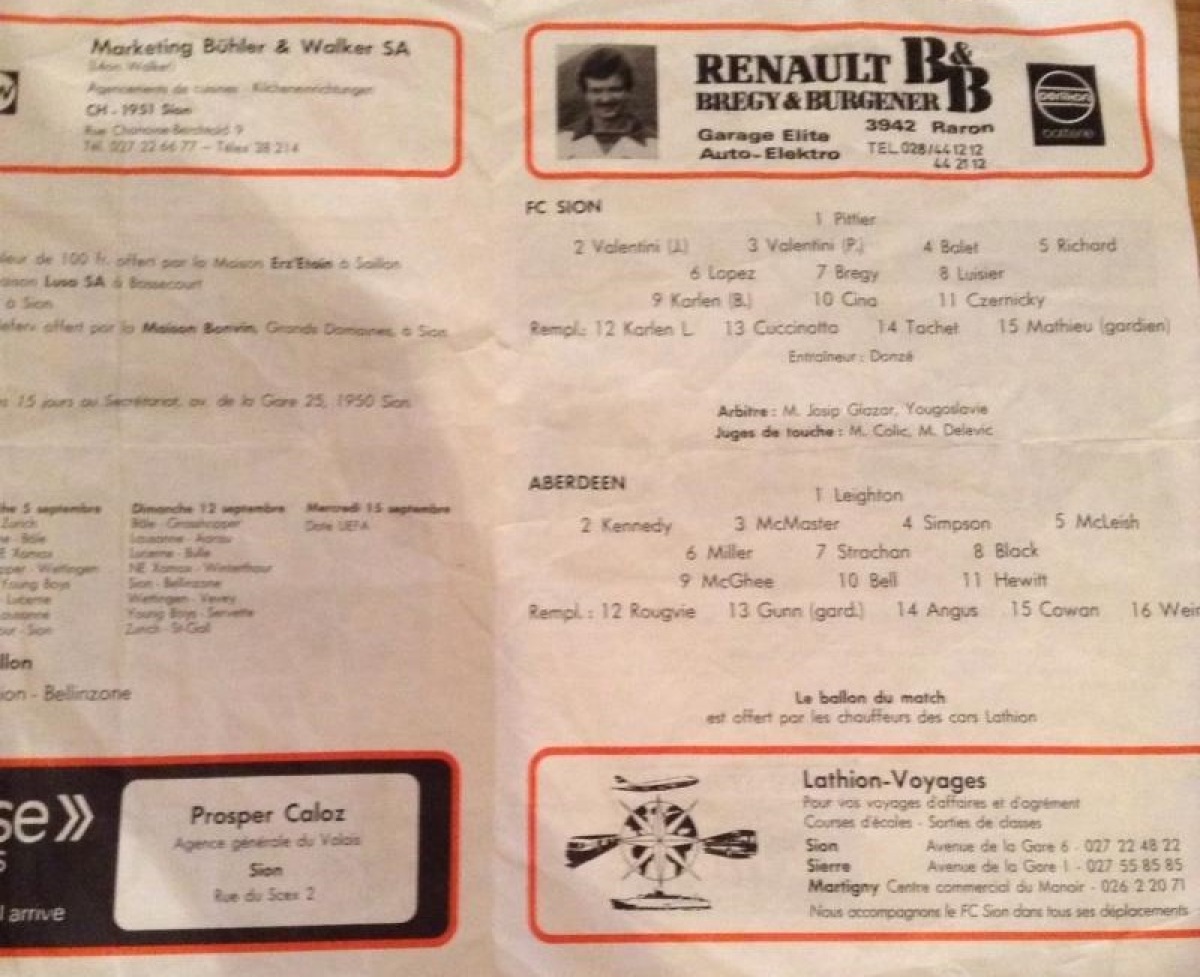 Marketing Bühler & Walker SA
(Mon Walker)
Agencements de cuisines - Kücheneinrichtungen
CH - 1951 Sion
Rue Chanoine-Berchtold 9
Tél. 027 22 66 77 – Télex 38 214
leur de 100 fr. offert par la Maison Erz'Etain à Saillon
aison Lusa SA à Bassecourt
à Sion
offert par la Maison Bonvin, Grands Domaines, à Sion
15 jours au Secrétariat, av. de la Gare 25, 1950 Sion
he 5 septembre
Zurich
ne - Bâle
E Xamax
pper - Wettingen
Young Boys
Lucerne
ausanne
our - Sion
Dimanche 12 septembre
Bâle - Grasshopper
Lausanne - Aarau
Lucerne - Bulle
NE Xamax - Winterthour
Sion - Bellinzone
Wettingen - Vevey
Young Boys - Servette
Zurich - St-Gall
Mercredi 15 septembre
Date UEFA
llon
ion - Bellinzone
se»
s
l arrive
Prosper Caloz
Agence générale du Valais
Sion
Rue du Scex 2
RENAULT B&B
BREGY & BURGENER
Garage Elite
Auto-Elektro
3942 Raron
TEL. 028/44 12 12
44 21 12
batterie
FC SION
1 Pittier
2 Valentini (J.) 3 Valentini (P.) 4 Balet 5 Richard
6 Lopez 7 Bregy 8 Luisier
9 Karlen (B.) 10 Cina 11 Czernicky
Rempl.: 12 Karlen L. 13 Cuccinotta 14 Tachet 15 Mathieu (gardien)
Entraîneur : Donzé
Arbitre : M. Josip Glazar, Yougoslavie
Juges de touche : M. Colic, M. Delevic
ABERDEEN
1 Leighton
2 Kennedy 3 McMaster 4 Simpson 5 McLeish
6 Miller 7 Strachan 8 Black
9 McGhee 10 Bell 11 Hewitt
Rempl. : 12 Rougvie 13 Gunn (gard.) 14 Angus 15 Cowan 16 Weir
Le ballon du match
est offert par les chauffeurs des cars Lathion
Lathion-Voyages
Pour vos voyages d'affaires et d'agrément
Courses d'écoles - Sorties de classes
Sion Avenue de la Gare 6 - 027 22 48 22
Sierre Avenue de la Gare 1 - 027 55 85 85
Martigny Centre commercial du Manoir - 026 2 20 71
Nous accompagnons le FC Sion dans tous ses déplacements